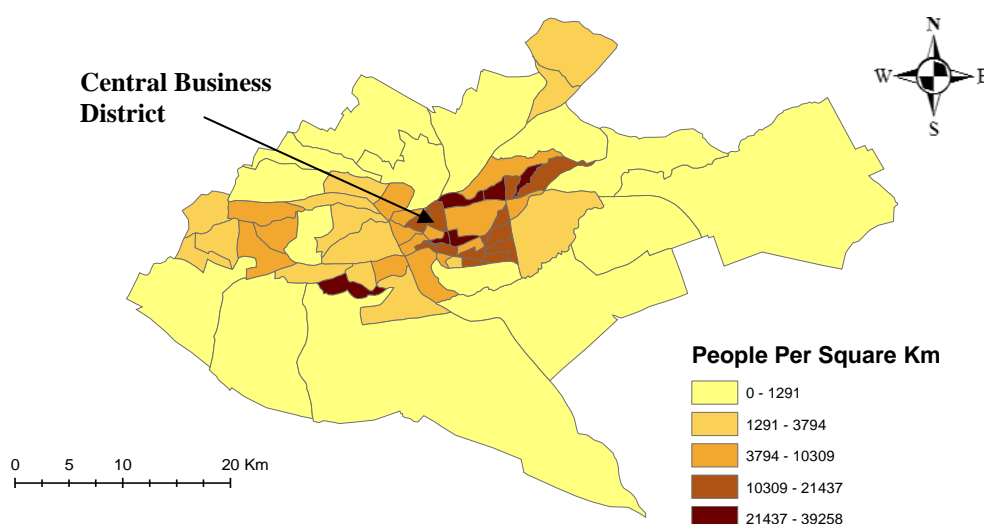 Central Business
District
N
W
E
S
People Per Square Km
0 - 1291
1291 - 3794
3794 - 10309
10309 - 21437
21437 - 39258
0 5 10 20 Km